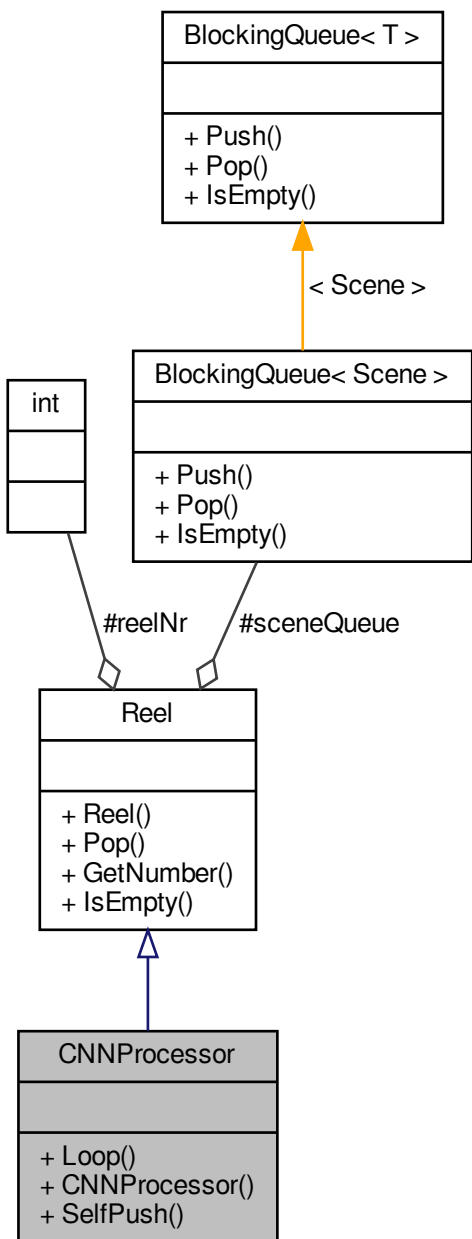 BlockingQueue< T >
+ Push()
+ Pop()
+ IsEmpty()
< Scene >
BlockingQueue< Scene >
+ Push()
+ Pop()
+ IsEmpty()
int
#reelNr
#sceneQueue
Reel
+ Reel()
+ Pop()
+ GetNumber()
+ IsEmpty()
CNNProcessor
+ Loop()
+ CNNProcessor()
+ SelfPush()